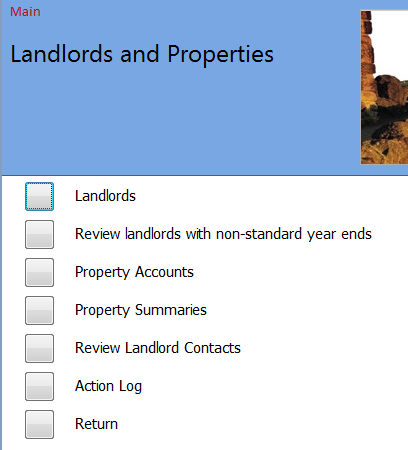 Main
Landlords and Properties
Landlords
Review landlords with non-standard year ends
Property Accounts
Property Summaries
Review Landlord Contacts
Action Log
Return